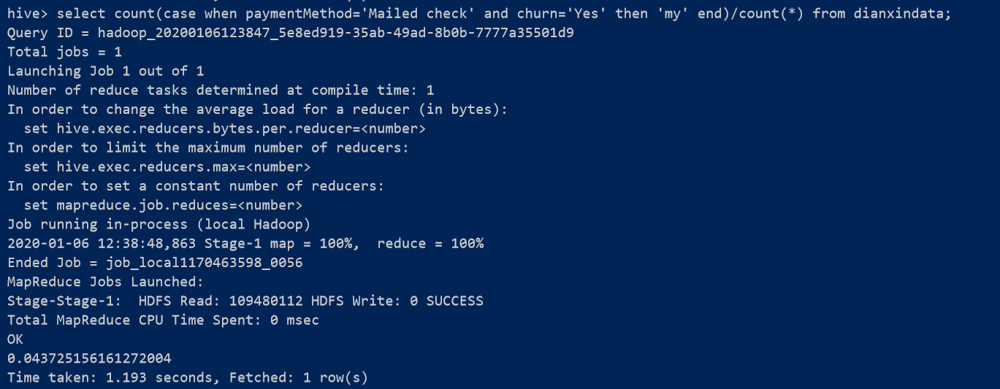 hive> select count(case when paymentMethod='Mailed check' and churn='Yes' then 'my' end)/count(*) from dianxindata;
Query ID = hadoop_20200106123847_5e8ed919-35ab-49ad-8b0b-7777a35501d9
Total jobs = 1
Launching Job 1 out of 1
Number of reduce tasks determined at compile time: 1
In order to change the average load for a reducer (in bytes):
  set hive.exec.reducers.bytes.per.reducer=<number>
In order to limit the maximum number of reducers:
  set hive.exec.reducers.max=<number>
In order to set a constant number of reducers:
  set mapreduce.job.reduces=<number>
Job running in-process (local Hadoop)
2020-01-06 12:38:48,863 Stage-1 map = 100%,  reduce = 100%
Ended Job = job_local1170463598_0056
MapReduce Jobs Launched:
Stage-Stage-1:  HDFS Read: 109480112 HDFS Write: 0 SUCCESS
Total MapReduce CPU Time Spent: 0 msec
OK
0.043725156161272004
Time taken: 1.193 seconds, Fetched: 1 row(s)